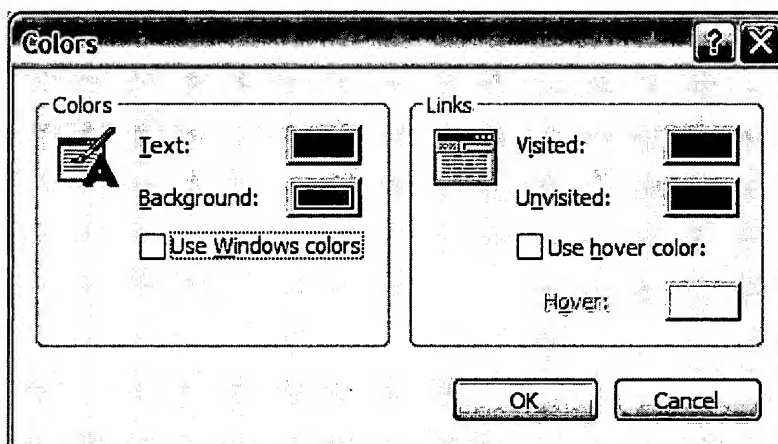 Colors
Colors
Text:
Background:
Use Windows colors
Links
Visited:
Unvisited:
Use hover color:
Hover:
OK
Cancel